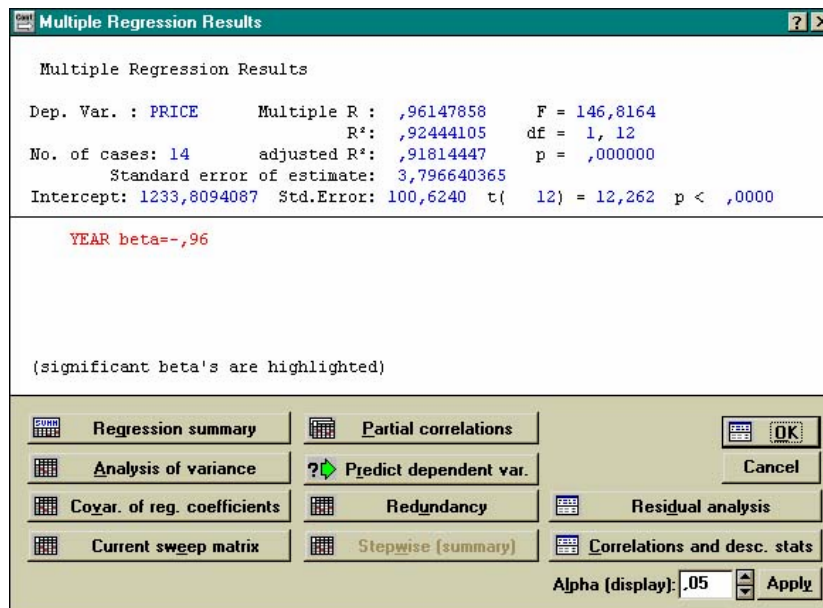 Multiple Regression Results
Multiple Regression Results
Dep. Var. : PRICE Multiple R : ,96147858 F = 146,8164
R²: ,92444105 df = 1, 12
No. of cases: 14 adjusted R²: ,91814447 p = ,000000
Standard error of estimate: 3,796640365
Intercept: 1233,8094087 Std.Error: 100,6240 t( 12) = 12,262 p < ,0000
YEAR beta=-,96
(significant beta's are highlighted)
Regression summary Partial correlations OK
Analysis of variance Predict dependent var. Cancel
Covar. of reg. coefficients Redundancy Residual analysis
Current sweep matrix Stepwise (summary) Correlations and desc. stats
Alpha (display): ,05 Apply